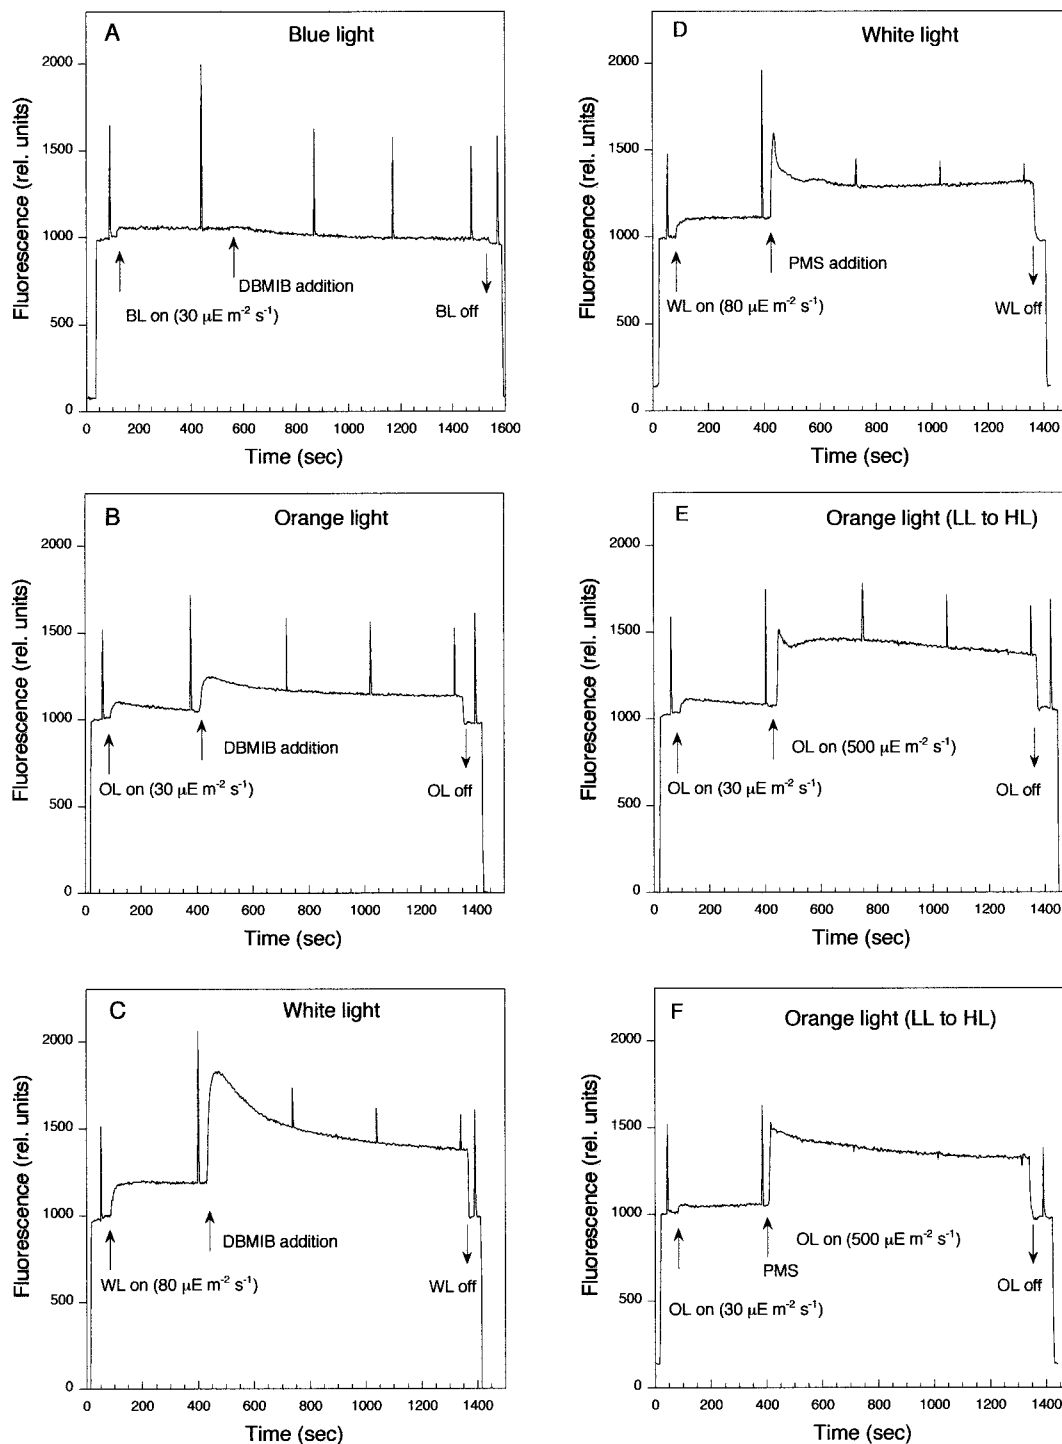 A
Blue light
Fluorescence (rel. units)
2000
1500
1000
500
0
DBMIB addition
BL on (30 µE m-2 s-1)
BL off
0 200 400 600 800 1000 1200 1400 1600
Time (sec)
D
White light
Fluorescence (rel. units)
2000
1500
1000
500
0
PMS addition
WL on (80 µE m-2 s-1)
WL off
0 200 400 600 800 1000 1200 1400
Time (sec)
B
Orange light
Fluorescence (rel. units)
2000
1500
1000
500
0
DBMIB addition
OL on (30 µE m-2 s-1)
OL off
0 200 400 600 800 1000 1200 1400
Time (sec)
E
Orange light (LL to HL)
Fluorescence (rel. units)
2000
1500
1000
500
0
OL on (500 µE m-2 s-1)
OL on (30 µE m-2 s-1)
OL off
0 200 400 600 800 1000 1200 1400
Time (sec)
C
White light
Fluorescence (rel. units)
2000
1500
1000
500
0
DBMIB addition
WL on (80 µE m-2 s-1)
WL off
0 200 400 600 800 1000 1200 1400
Time (sec)
F
Orange light (LL to HL)
Fluorescence (rel. units)
2000
1500
1000
500
0
OL on (500 µE m-2 s-1)
PMS
OL on (30 µE m-2 s-1)
OL off
0 200 400 600 800 1000 1200 1400
Time (sec)